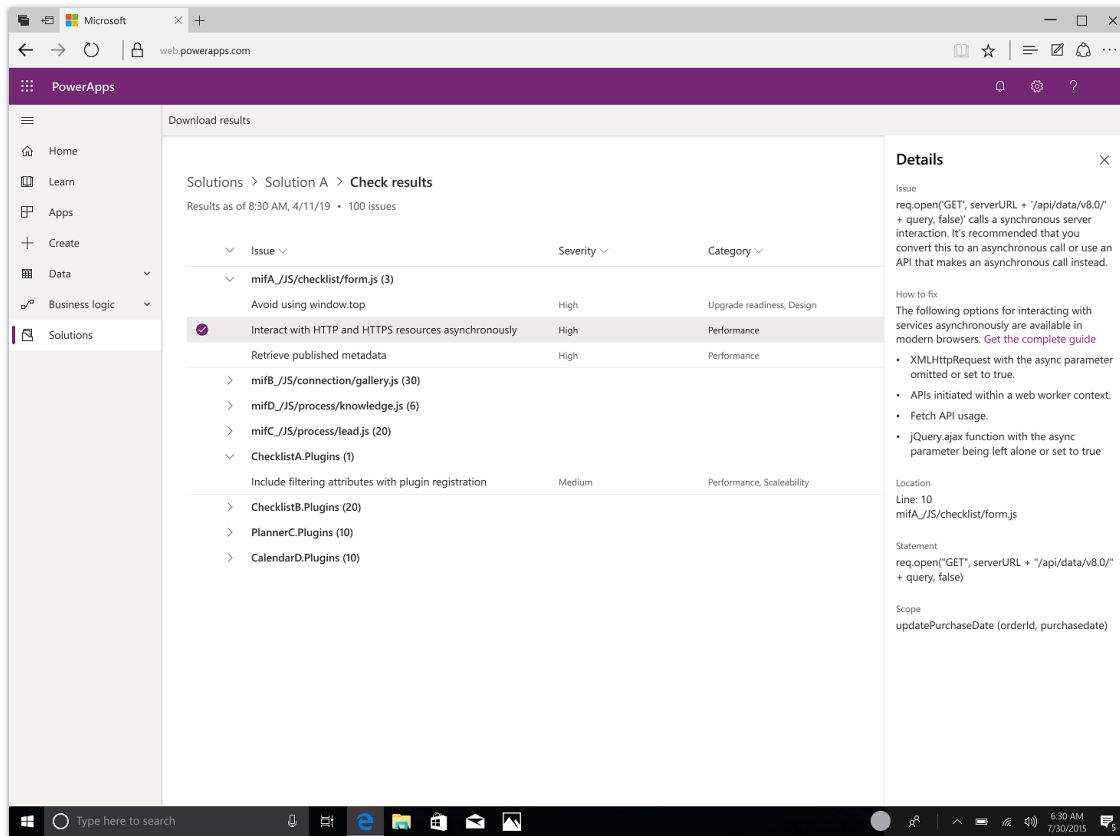 Microsoft
web.powerapps.com
PowerApps
?
Download results
Home
Learn
Apps
Create
Data
Business logic
Solutions
Solutions > Solution A > Check results
Results as of 8:30 AM, 4/11/19 • 100 issues
Issue Severity Category
mifA_/JS/checklist/form.js (3)
Avoid using window.top High Upgrade readiness, Design
Interact with HTTP and HTTPS resources asynchronously High Performance
Retrieve published metadata High Performance
mifB_/JS/connection/gallery.js (30)
mifD_/JS/process/knowledge.js (6)
mifC_/JS/process/lead.js (20)
ChecklistA.Plugins (1)
Include filtering attributes with plugin registration Medium Performance, Scaleability
ChecklistB.Plugins (20)
PlannerC.Plugins (10)
CalendarD.Plugins (10)
Details
Issue
req.open('GET', serverURL + '/api/data/v8.0/'
+ query, false)' calls a synchronous server
interaction. It's recommended that you
convert this to an asynchronous call or use an
API that makes an asynchronous call instead.
How to fix
The following options for interacting with
services asynchronously are available in
modern browsers. Get the complete guide
• XMLHttpRequest with the async parameter
omitted or set to true.
• APIs initiated within a web worker context.
• Fetch API usage.
• jQuery.ajax function with the async
parameter being left alone or set to true
Location
Line: 10
mifA_/JS/checklist/form.js
Statement
req.open("GET", serverURL + "/api/data/v8.0/"
+ query, false)
Scope
updatePurchaseDate (orderId, purchasedate)
Type here to search
6:30 AM
7/30/2015